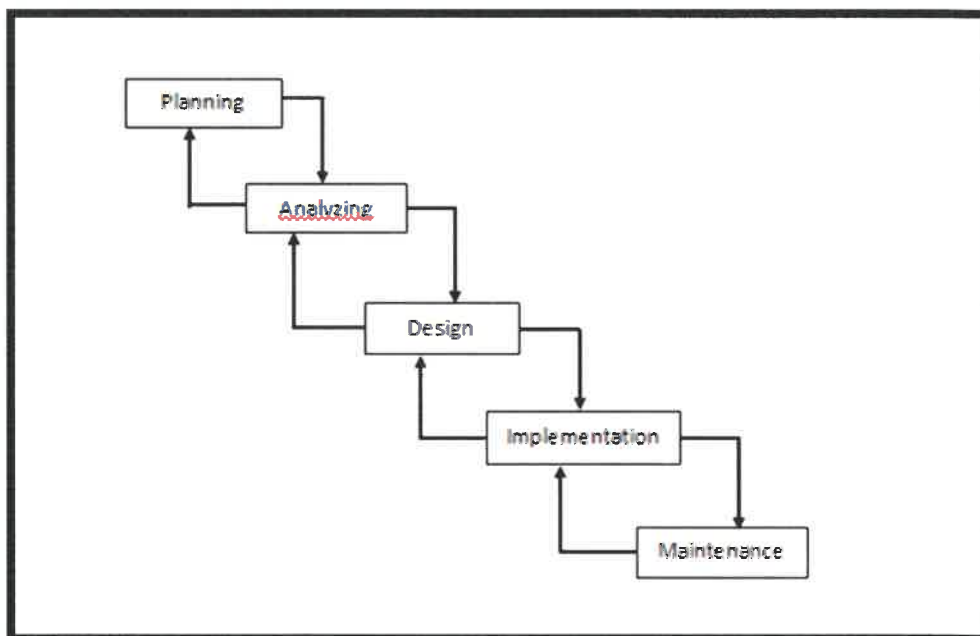 Planning
Analyzing
Design
Implementation
Maintenance